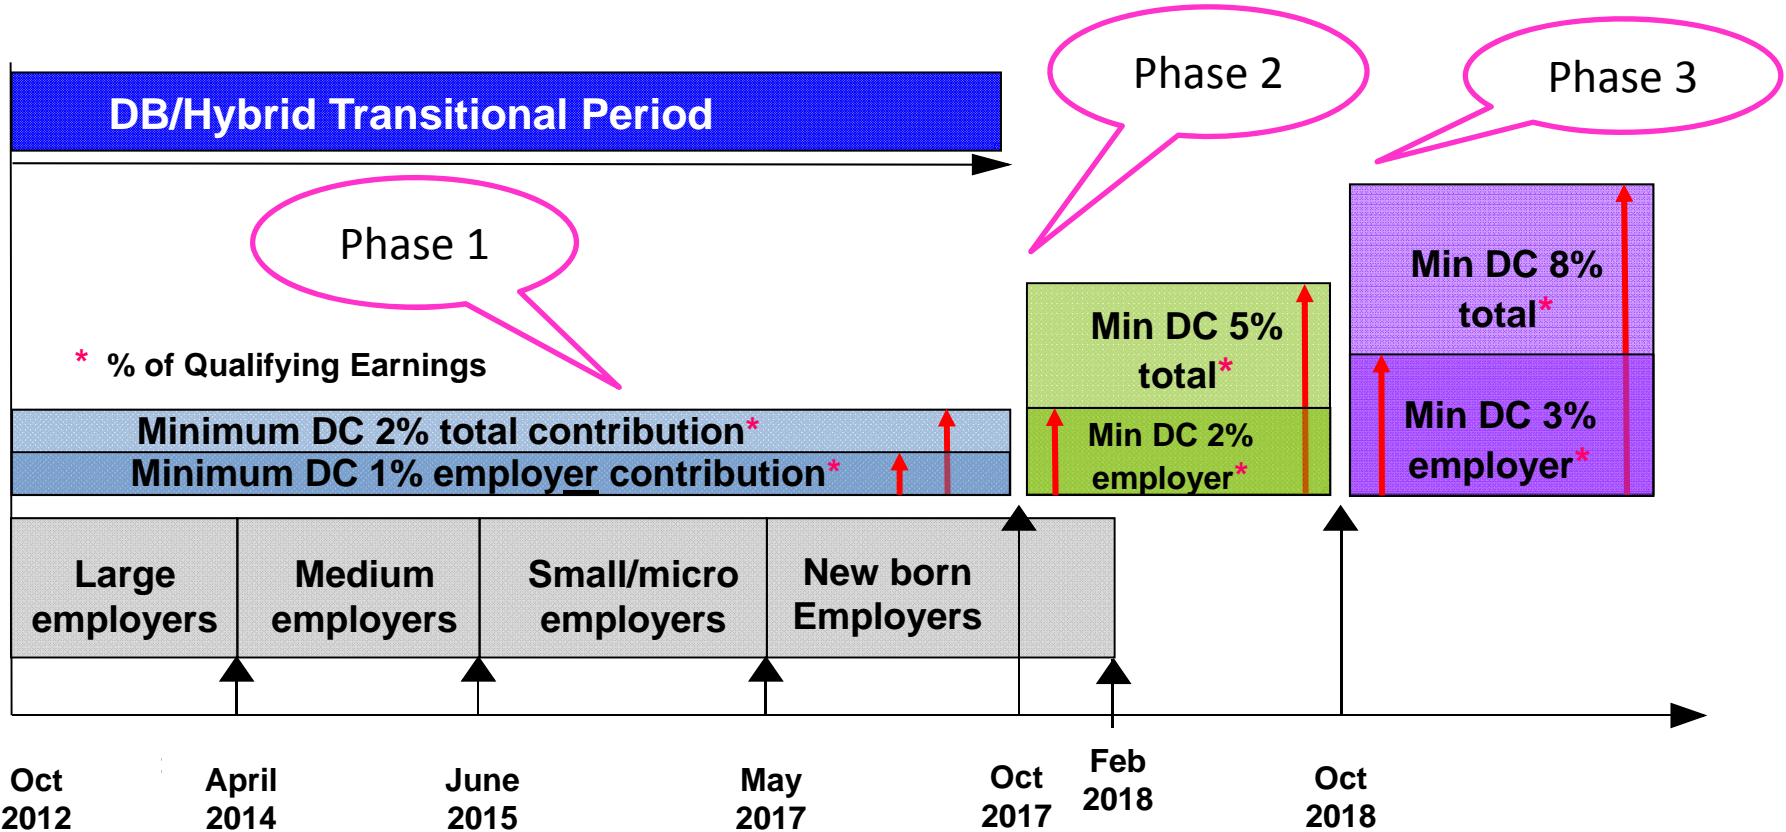 DB/Hybrid Transitional Period
Phase 1
Phase 2
Phase 3
* % of Qualifying Earnings
Minimum DC 2% total contribution*
Minimum DC 1% employer contribution*
Min DC 5%
total*
Min DC 2%
employer*
Min DC 8%
total*
Min DC 3%
employer*
Large
employers
Medium
employers
Small/micro
employers
New born
Employers
Oct
2012
April
2014
June
2015
May
2017
Oct
2017
Feb
2018
Oct
2018